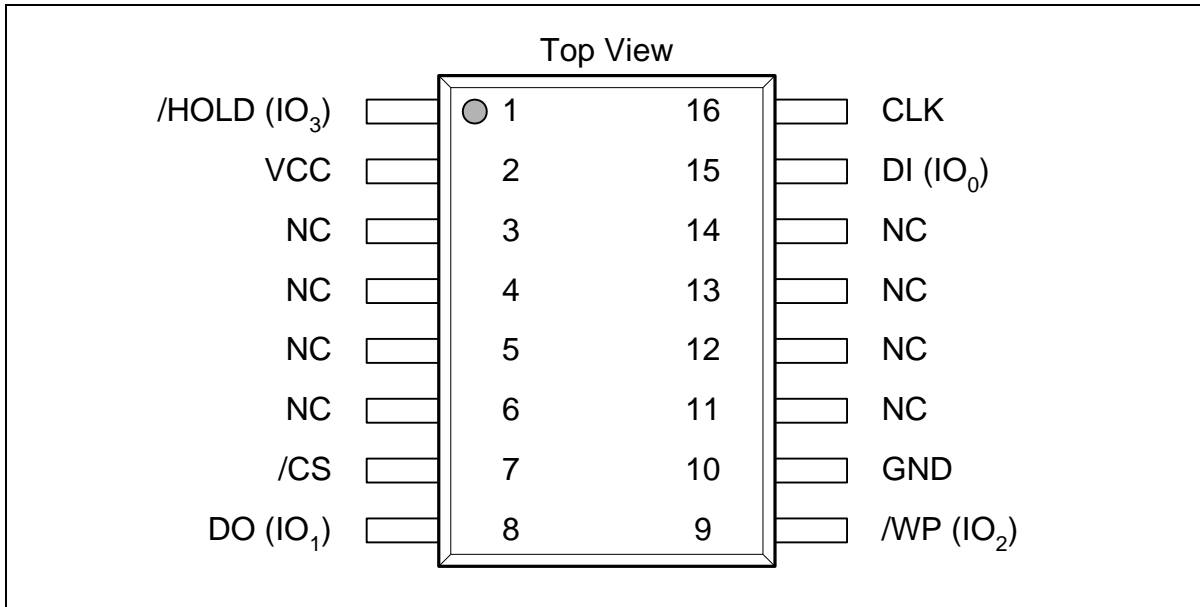 Top View
/HOLD (IO₃) 1 16 CLK
VCC 2 15 DI (IO₀)
NC 3 14 NC
NC 4 13 NC
NC 5 12 NC
NC 6 11 NC
/CS 7 10 GND
DO (IO₁) 8 9 /WP (IO₂)